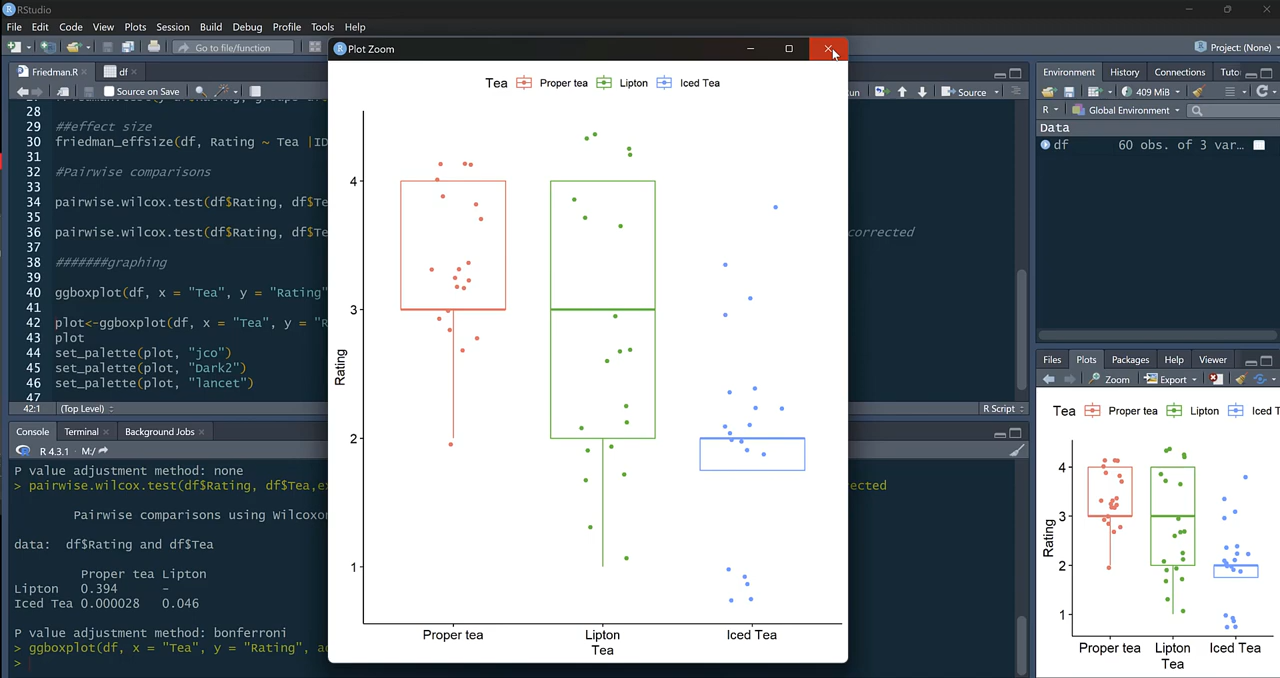 RStudio
File Edit Code View Plots Session Build Debug Profile Tools Help
Go to file/function
Project: (None)
Friedman.R
df
Source on Save
Source
28
29 ##effect size
30 friedman_effsize(df, Rating ~ Tea |ID
31
32 #Pairwise comparisons
33
34 pairwise.wilcox.test(df$Rating, df$Te
35
36 pairwise.wilcox.test(df$Rating, df$Te
corrected
37
38 #######graphing
39
40 ggboxplot(df, x = "Tea", y = "Rating"
41
42 plot<-ggboxplot(df, x = "Tea", y = "R
43 plot
44 set_palette(plot, "jco")
45 set_palette(plot, "Dark2")
46 set_palette(plot, "lancet")
47
42:1 (Top Level)
R Script
Console Terminal Background Jobs
R 4.3.1 · M:/
P value adjustment method: none
> pairwise.wilcox.test(df$Rating, df$Tea,ex
cted
Pairwise comparisons using Wilcoxon
data: df$Rating and df$Tea
Proper tea Lipton
Lipton 0.394 -
Iced Tea 0.000028 0.046
P value adjustment method: bonferroni
> ggboxplot(df, x = "Tea", y = "Rating", ad
>
Plot Zoom
Tea Proper tea Lipton Iced Tea
4
3
2
1
Rating
Proper tea Lipton Iced Tea
Tea
Environment History Connections Tuto
409 MiB
R Global Environment
Data
df 60 obs. of 3 var...
Files Plots Packages Help Viewer
Zoom Export
Tea Proper tea Lipton Iced T
4
3
2
1
Rating
Proper tea Lipton Iced Tea
Tea